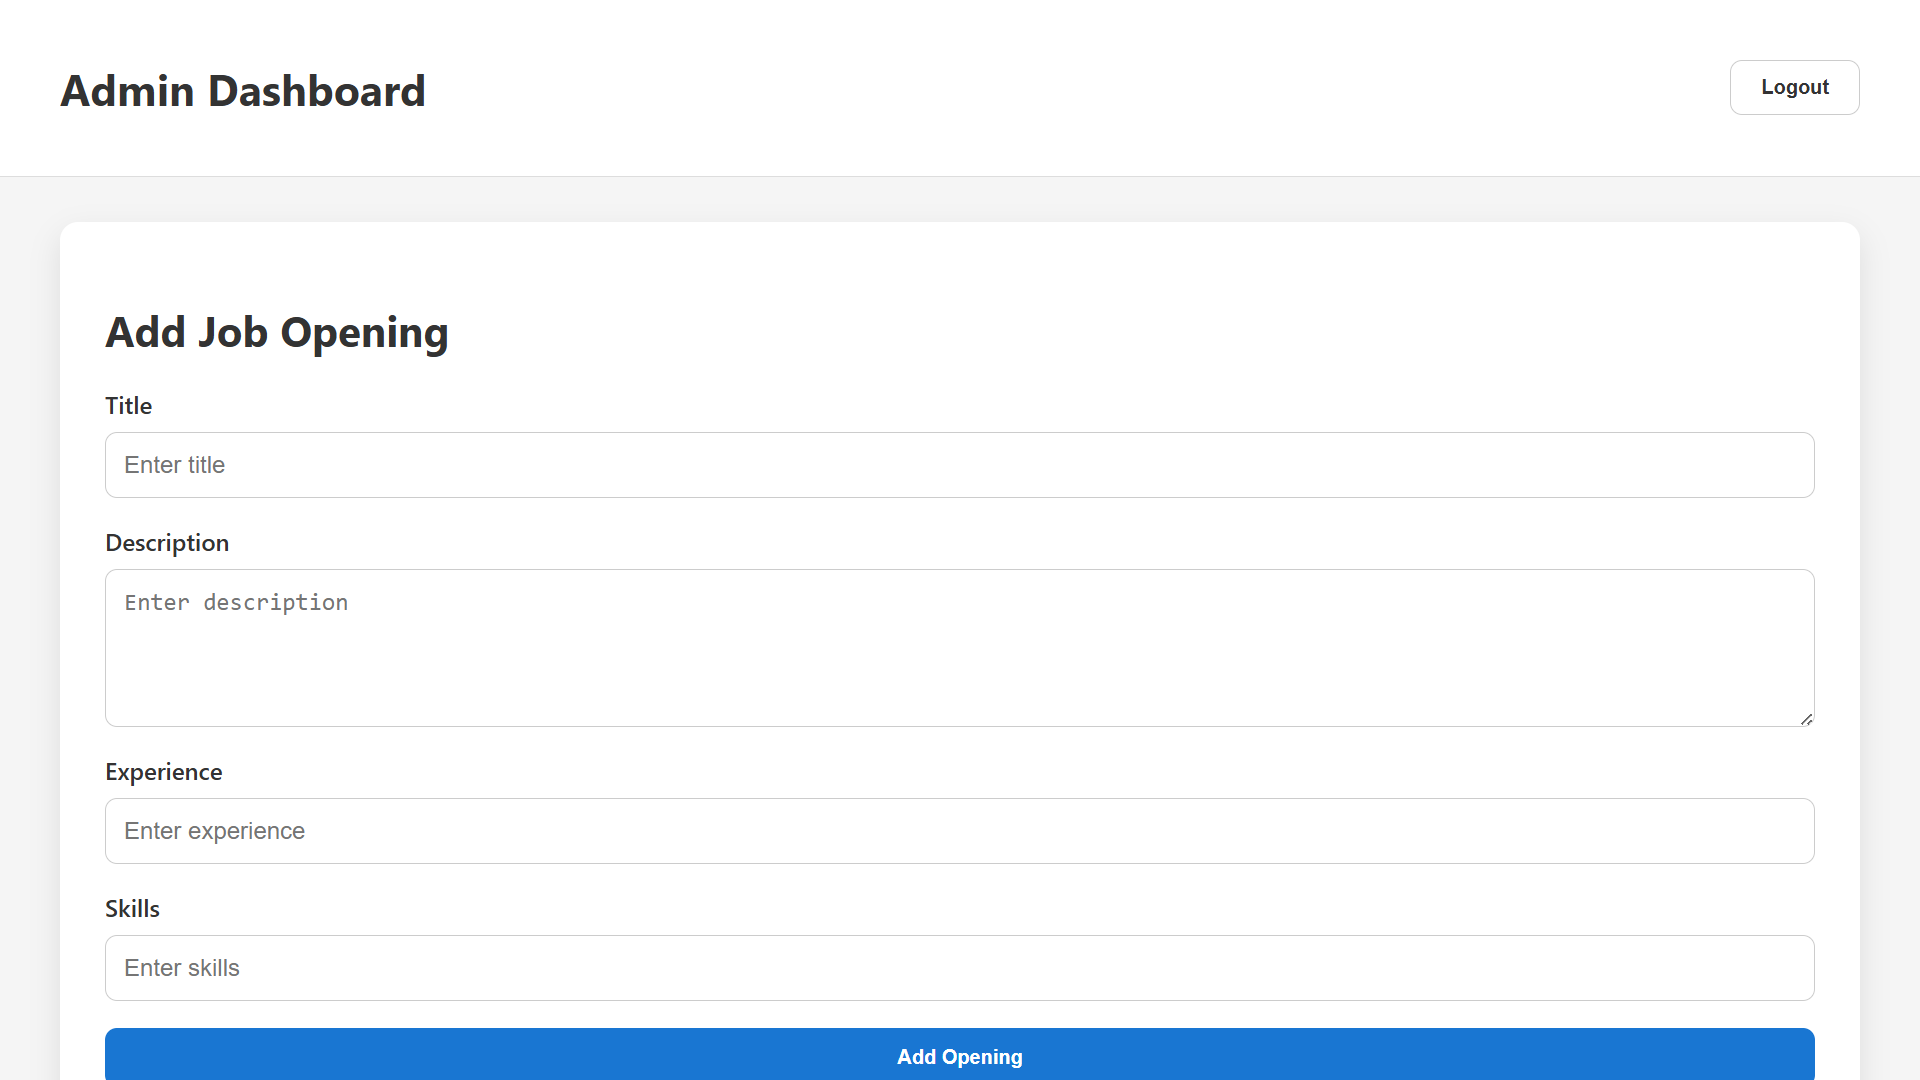 Admin Dashboard
Logout
Add Job Opening
Title
Enter title
Description
Enter description
Experience
Enter experience
Skills
Enter skills
Add Opening